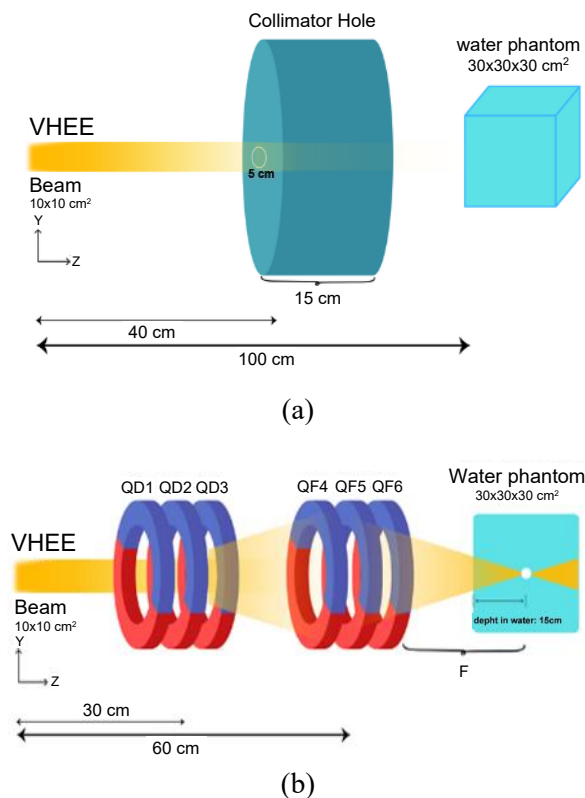 Collimator Hole
water phantom
30x30x30 cm²
VHEE
Beam
10x10 cm²
5 cm
Y
Z
15 cm
40 cm
100 cm
(a)
QD1 QD2 QD3
QF4 QF5 QF6
Water phantom
30x30x30 cm²
VHEE
Beam
10x10 cm²
depht in water: 15cm
Y
F
Z
30 cm
60 cm
(b)